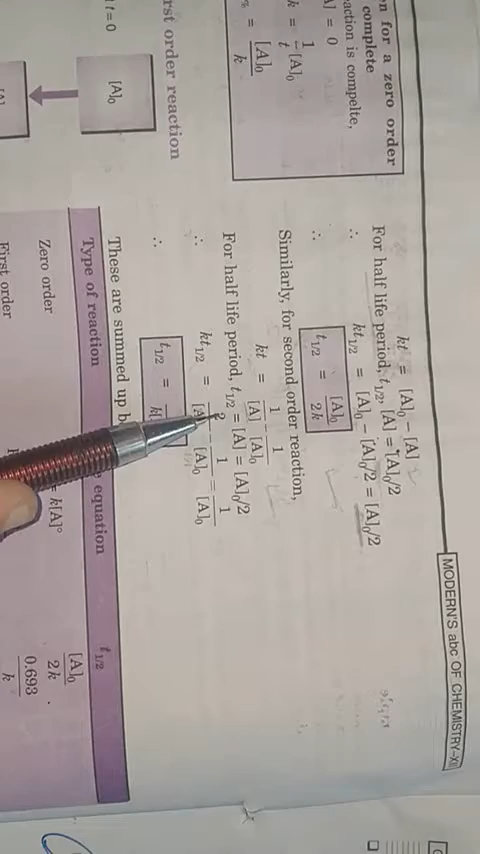 MODERN'S abc OF CHEMISTRY–XII
on for a zero order
complete
eaction is compelte,
A] = 0
k = 1/t [A]₀
= [A]₀/k
rst order reaction
t = 0
[A]₀
kt = [A]₀ – [A]
For half life period, t₁/₂, [A] = [A]₀/2
∴ kt₁/₂ = [A]₀ – [A]₀/2 = [A]₀/2
∴ t₁/₂ = [A]₀/2k
Similarly, for second order reaction,
kt = 1/[A] – 1/[A]₀
For half life period, t₁/₂ = [A] = [A]₀/2
∴ kt₁/₂ = 2/[A]₀ – 1/[A]₀ = 1/[A]₀
∴ t₁/₂ =
These are summed up b
Type of reaction equation t₁/₂
Zero order = k[A]° [A]₀/2k
First order 0.693/k